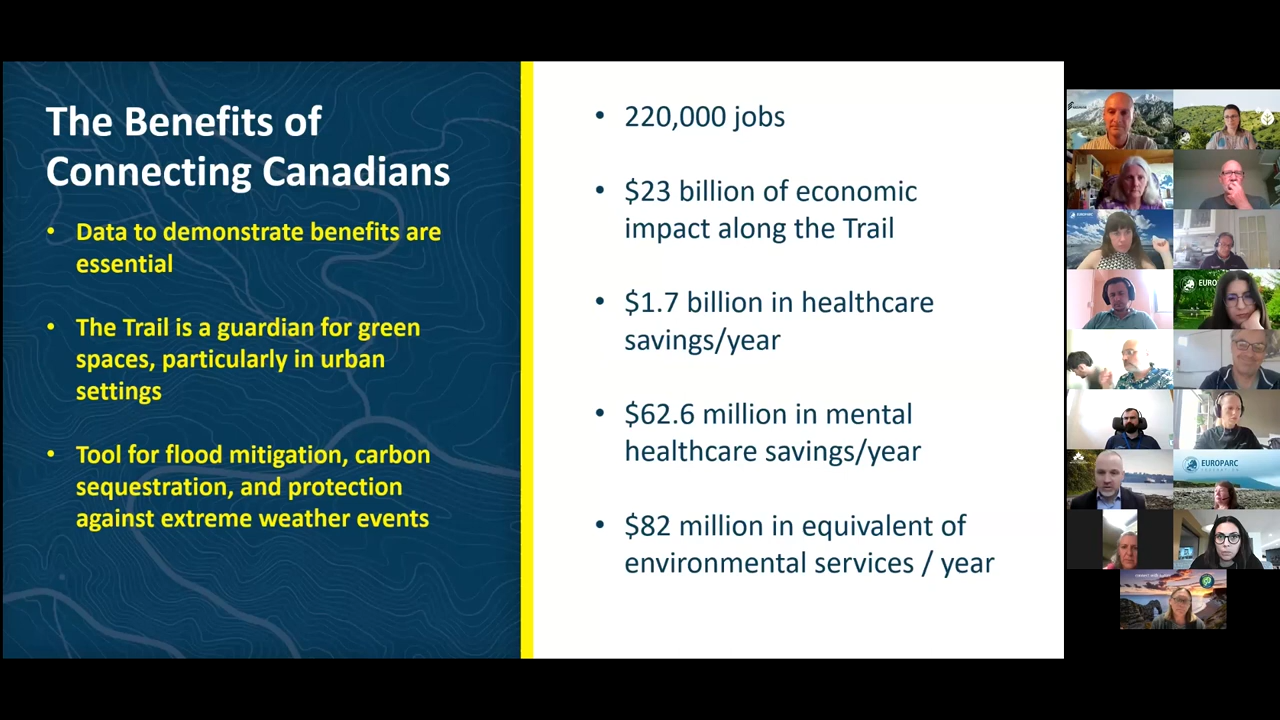 The Benefits of
Connecting Canadians
• Data to demonstrate benefits are
essential
• The Trail is a guardian for green
spaces, particularly in urban
settings
• Tool for flood mitigation, carbon
sequestration, and protection
against extreme weather events
• 220,000 jobs
• $23 billion of economic
impact along the Trail
• $1.7 billion in healthcare
savings/year
• $62.6 million in mental
healthcare savings/year
• $82 million in equivalent of
environmental services / year
EUROPARC
EURO
EUROPARC
FEDERATION